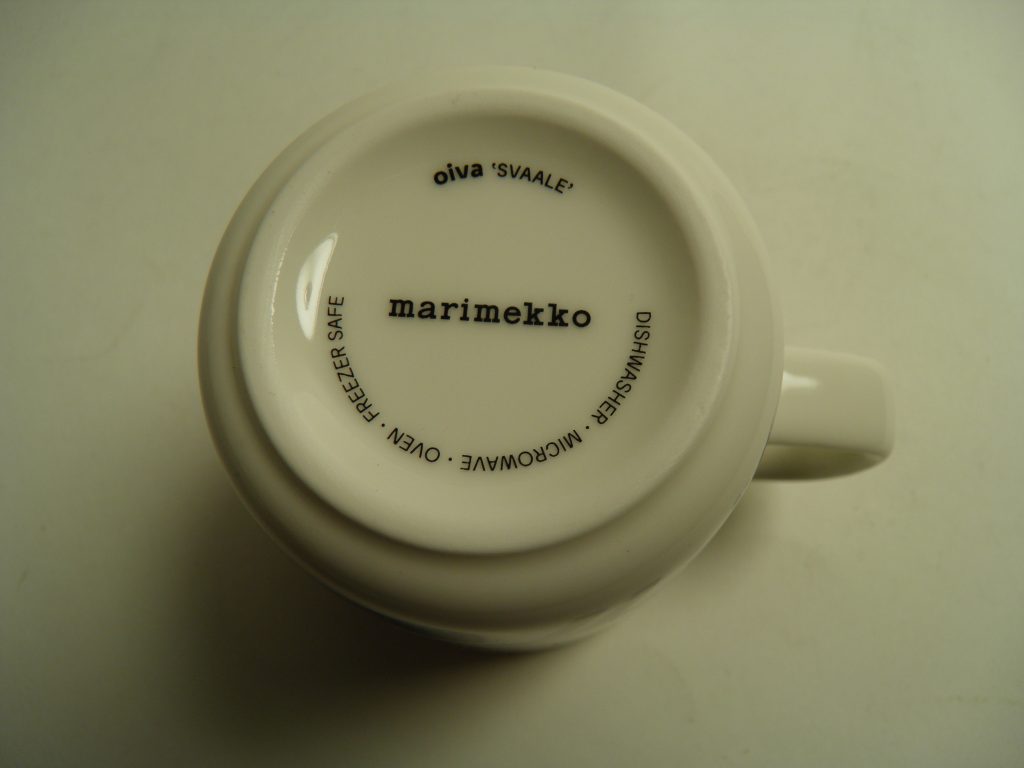 oiva ‘SVAALE’
marimekko
DISHWASHER · MICROWAVE · OVEN · FREEZER SAFE